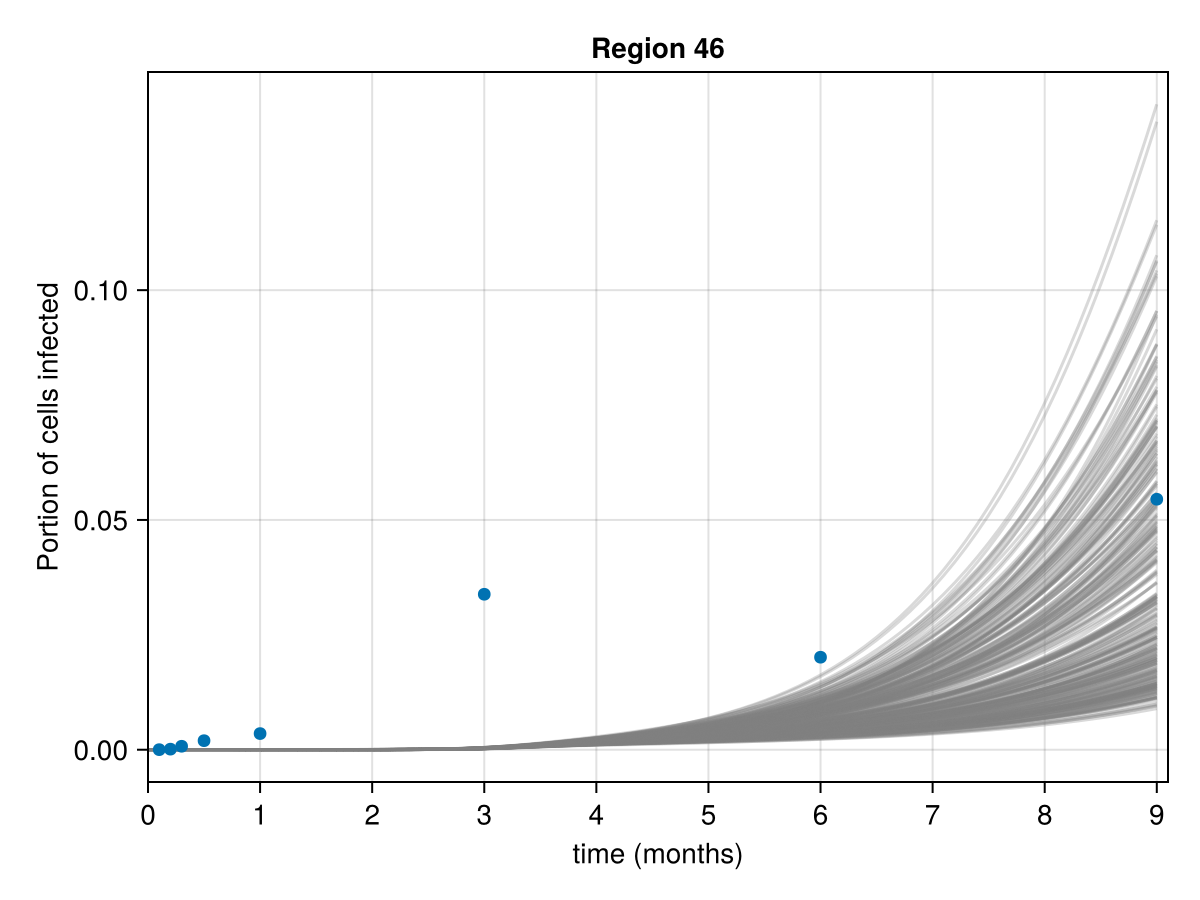 Region 46
Portion of cells infected
0.10
0.05
0.00
0 1 2 3 4 5 6 7 8 9
time (months)